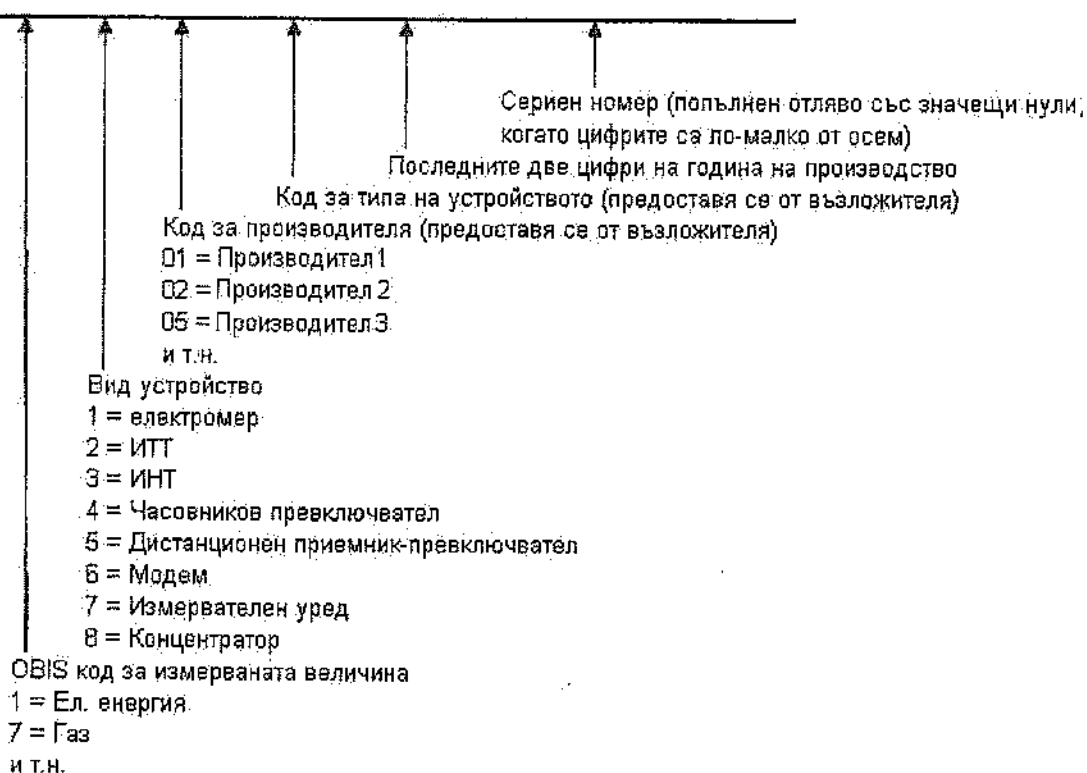 Сериен номер (попълнен отляво със значещи нули,
когато цифрите са по-малко от осем)
Последните две цифри на година на производство
Код за типа на устройството (предоставя се от възложителя)
Код за производителя (предоставя се от възложителя)
01 = Производител 1
02 = Производител 2
05 = Производител 3
и т.н.
Вид устройство
1 = електромер
2 = ИТТ
3 = ИНТ
4 = Часовников превключвател
5 = Дистанционен приемник-превключвател
6 = Модем
7 = Измервателен уред
8 = Концентратор
OBIS код за измерваната величина
1 = Ел. енергия
7 = Газ
и т.н.